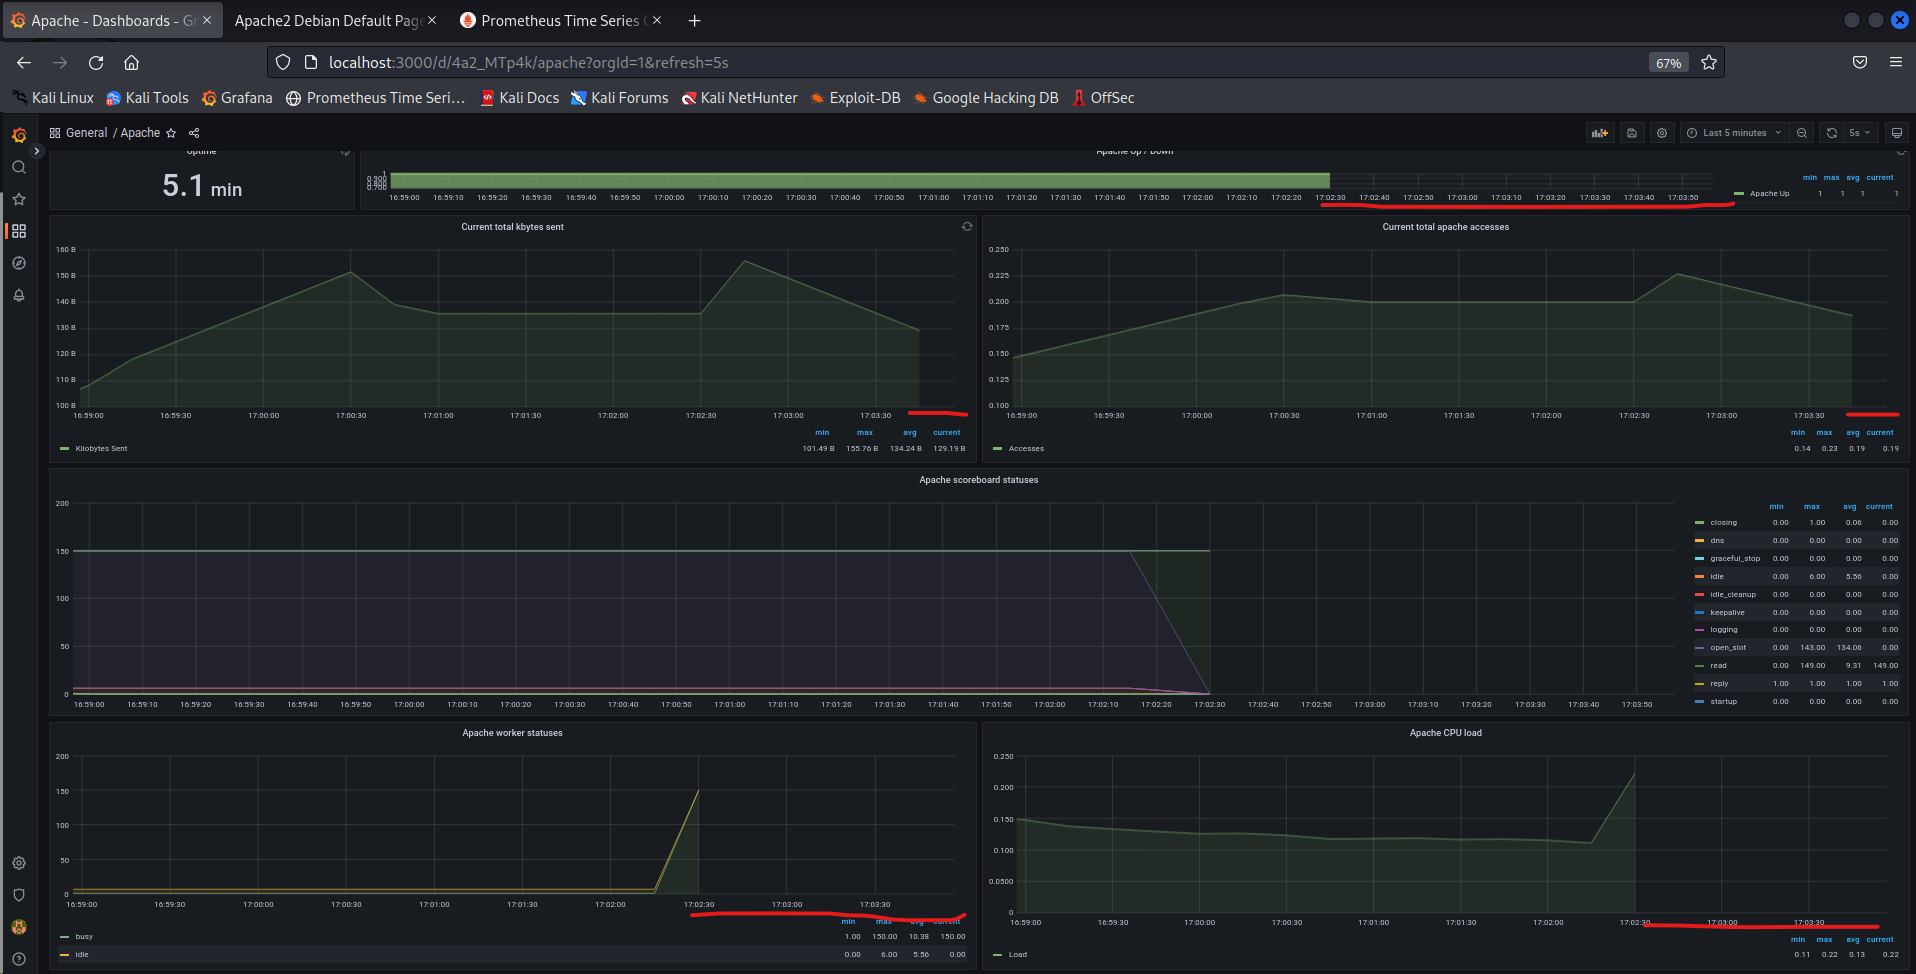 Apache - Dashboards - Gr
Apache2 Debian Default Page
Prometheus Time Series C
localhost:3000/d/4a2_MTp4k/apache?orgId=1&refresh=5s
67%
Kali Linux Kali Tools Grafana Prometheus Time Seri… Kali Docs Kali Forums Kali NetHunter Exploit-DB Google Hacking DB OffSec
General / Apache
Last 5 minutes
5s
Uptime
5.1 min
Apache Up / Down
1
0.900
0.800
0.700
16:59:00 16:59:10 16:59:20 16:59:30 16:59:40 16:59:50 17:00:00 17:00:10 17:00:20 17:00:30 17:00:40 17:00:50 17:01:00 17:01:10 17:01:20 17:01:30 17:01:40 17:01:50 17:02:00 17:02:10 17:02:20 17:02:30 17:02:40 17:02:50 17:03:00 17:03:10 17:03:20 17:03:30 17:03:40 17:03:50
min max avg current
Apache Up 1 1 1 1
Current total kbytes sent
160 B
150 B
140 B
130 B
120 B
110 B
100 B
16:59:00 16:59:30 17:00:00 17:00:30 17:01:00 17:01:30 17:02:00 17:02:30 17:03:00 17:03:30
min max avg current
Kilobytes Sent 101.49 B 155.76 B 134.24 B 129.19 B
Current total apache accesses
0.250
0.225
0.200
0.175
0.150
0.125
0.100
16:59:00 16:59:30 17:00:00 17:00:30 17:01:00 17:01:30 17:02:00 17:02:30 17:03:00 17:03:30
min max avg current
Accesses 0.14 0.23 0.19 0.19
Apache scoreboard statuses
200
150
100
50
0
16:59:00 16:59:10 16:59:20 16:59:30 16:59:40 16:59:50 17:00:00 17:00:10 17:00:20 17:00:30 17:00:40 17:00:50 17:01:00 17:01:10 17:01:20 17:01:30 17:01:40 17:01:50 17:02:00 17:02:10 17:02:20 17:02:30 17:02:40 17:02:50 17:03:00 17:03:10 17:03:20 17:03:30 17:03:40 17:03:50
min max avg current
closing 0.00 1.00 0.06 0.00
dns 0.00 0.00 0.00 0.00
graceful_stop 0.00 0.00 0.00 0.00
idle 0.00 6.00 5.56 0.00
idle_cleanup 0.00 0.00 0.00 0.00
keepalive 0.00 0.00 0.00 0.00
logging 0.00 0.00 0.00 0.00
open_slot 0.00 143.00 134.06 0.00
read 0.00 149.00 9.31 149.00
reply 1.00 1.00 1.00 1.00
startup 0.00 0.00 0.00 0.00
Apache worker statuses
200
150
100
50
0
16:59:00 16:59:30 17:00:00 17:00:30 17:01:00 17:01:30 17:02:00 17:02:30 17:03:00 17:03:30
min max avg current
busy 1.00 150.00 10.38 150.00
idle 0.00 6.00 5.56 0.00
Apache CPU load
0.250
0.200
0.150
0.100
0.0500
0
16:59:00 16:59:30 17:00:00 17:00:30 17:01:00 17:01:30 17:02:00 17:02:30 17:03:00 17:03:30
min max avg current
Load 0.11 0.22 0.13 0.22